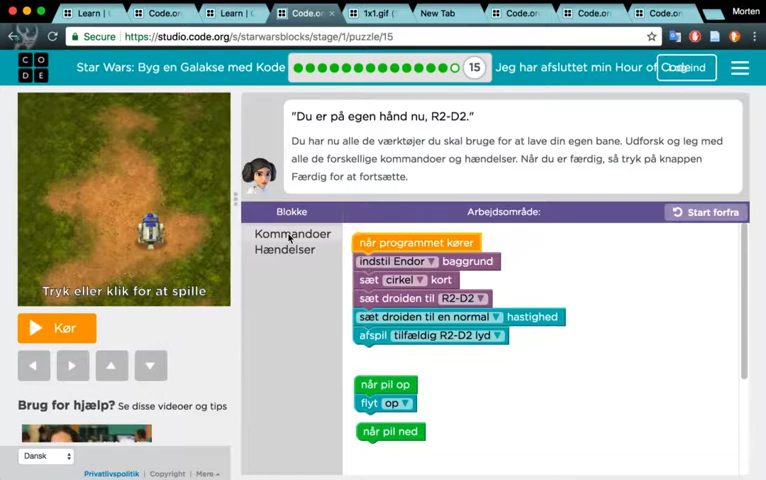 Learn |
Code.or
Learn |
Code.or
1x1.gif (
New Tab
Code.or
Code.or
Code.or
Morten
Secure
https://studio.code.org/s/starwarsblocks/stage/1/puzzle/15
C O
D E
Star Wars: Byg en Galakse med Kode
15
Jeg har afsluttet min Hour of Code
"Du er på egen hånd nu, R2-D2."
Du har nu alle de værktøjer du skal bruge for at lave din egen bane. Udforsk og leg med
alle de forskellige kommandoer og hændelser. Når du er færdig, så tryk på knappen
Færdig for at fortsætte.
Tryk eller klik for at spille
Kør
Brug for hjælp? Se disse videoer og tips
Dansk
Privatlivspolitik | Copyright | Mere
Blokke
Arbejdsområde:
Start forfra
Kommandoer
Hændelser
når programmet kører
indstil Endor baggrund
sæt cirkel kort
sæt droiden til R2-D2
sæt droiden til en normal hastighed
afspil tilfældig R2-D2 lyd
når pil op
flyt op
når pil ned